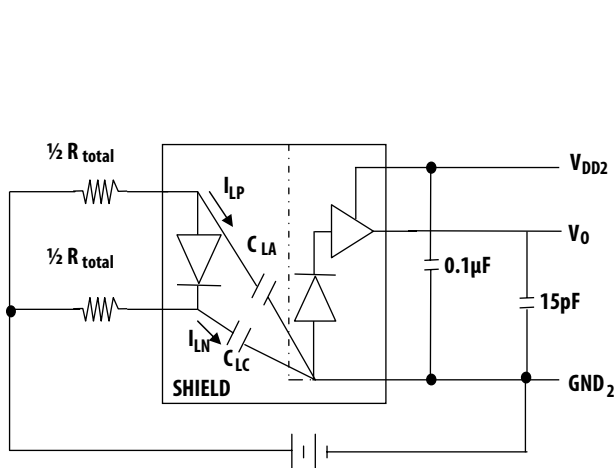 ½ R total
V DD2
I LP
C LA
½ R total
V O
0.1µF
15pF
I LN
C LC
SHIELD
GND 2